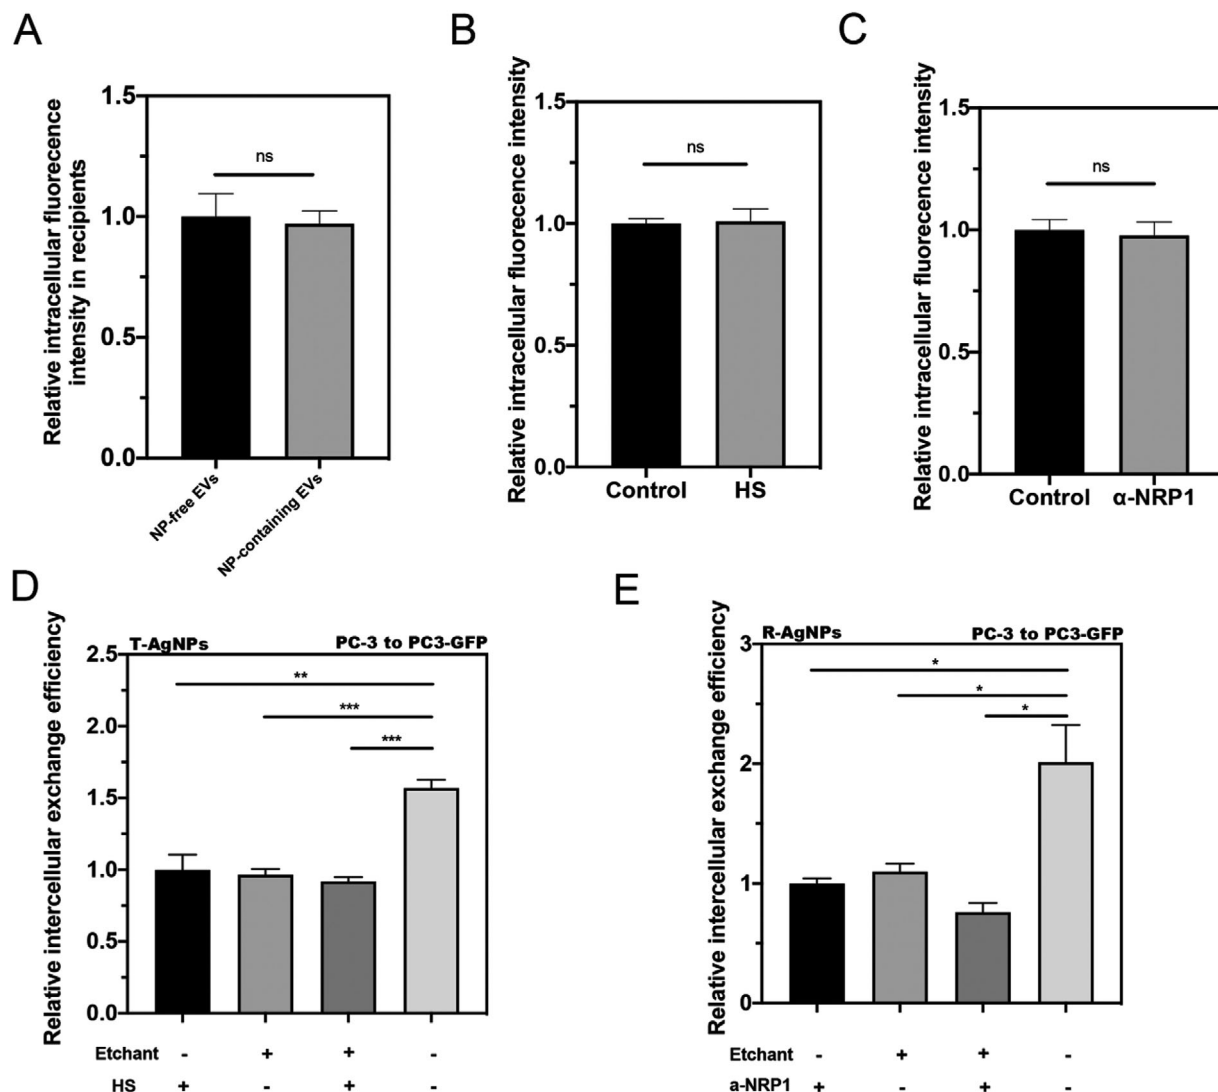 A
Relative intracellular fluorecence
intensity in recipients
1.5
1.0
0.5
0.0
ns
NP-free EVs
NP-containing EVs
B
Relative intracellular fluorecence intensity
1.5
1.0
0.5
0.0
ns
Control HS
C
Relative intracellular fluorecence intensity
1.5
1.0
0.5
0.0
ns
Control α-NRP1
D
T-AgNPs PC-3 to PC3-GFP
Relative intercellular exchange efficiency
2.5
2.0
1.5
1.0
0.5
0.0
**
***
***
Etchant - + + -
HS + - + -
E
R-AgNPs PC-3 to PC3-GFP
Relative intercellular exchange efficiency
3
2
1
0
*
*
*
Etchant - + + -
a-NRP1 + - + -